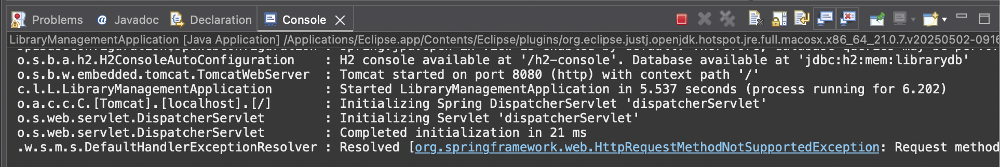 Problems @ Javadoc Declaration Console
LibraryManagementApplication [Java Application] /Applications/Eclipse.app/Contents/Eclipse/plugins/org.eclipse.justj.openjdk.hotspot.jre.full.macosx.x86_64_21.0.7.v20250502-0916
o.s.b.a.h2.H2ConsoleAutoConfiguration : H2 console available at '/h2-console'. Database available at 'jdbc:h2:mem:librarydb'
o.s.b.w.embedded.tomcat.TomcatWebServer : Tomcat started on port 8080 (http) with context path '/'
c.l.L.LibraryManagementApplication : Started LibraryManagementApplication in 5.537 seconds (process running for 6.202)
o.a.c.c.C.[Tomcat].[localhost].[/] : Initializing Spring DispatcherServlet 'dispatcherServlet'
o.s.web.servlet.DispatcherServlet : Initializing Servlet 'dispatcherServlet'
o.s.web.servlet.DispatcherServlet : Completed initialization in 21 ms
.w.s.m.s.DefaultHandlerExceptionResolver : Resolved [org.springframework.web.HttpRequestMethodNotSupportedException: Request method